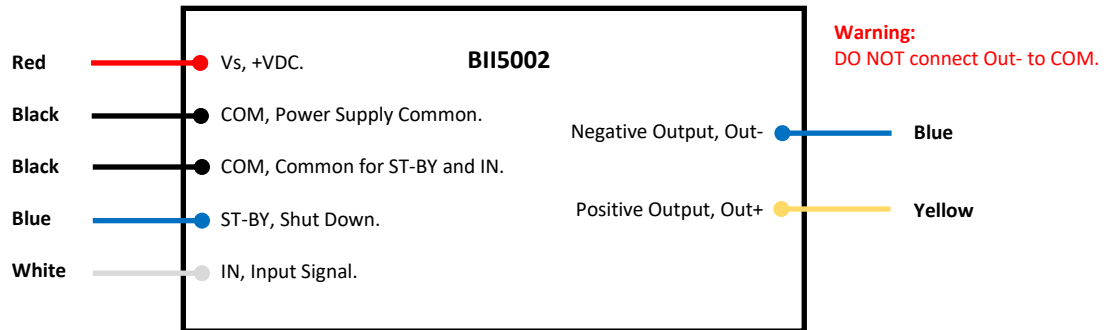 BII5002
Warning:
DO NOT connect Out- to COM.
Red
Vs, +VDC.
Black
COM, Power Supply Common.
Negative Output, Out-
Blue
Black
COM, Common for ST-BY and IN.
Blue
ST-BY, Shut Down.
Positive Output, Out+
Yellow
White
IN, Input Signal.